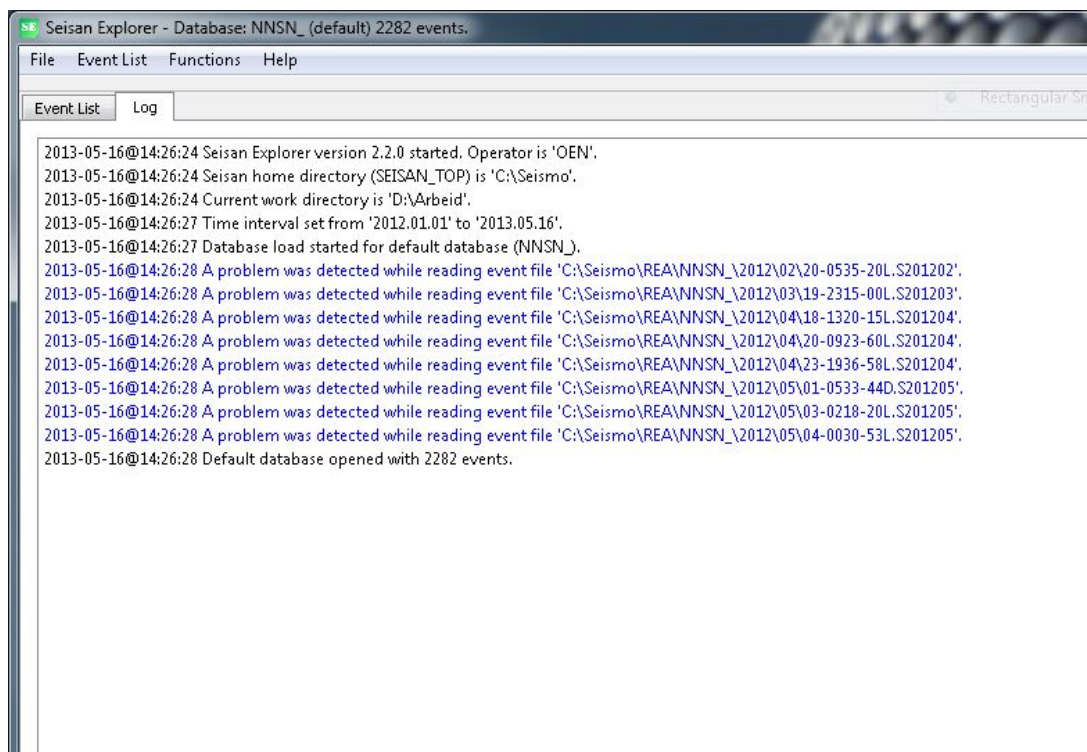 SE Seisan Explorer - Database: NNSN_ (default) 2282 events.
File Event List Functions Help
Rectangular Sn
Event List Log
2013-05-16@14:26:24 Seisan Explorer version 2.2.0 started. Operator is 'OEN'.
2013-05-16@14:26:24 Seisan home directory (SEISAN_TOP) is 'C:\Seismo'.
2013-05-16@14:26:24 Current work directory is 'D:\Arbeid'.
2013-05-16@14:26:27 Time interval set from '2012.01.01' to '2013.05.16'.
2013-05-16@14:26:27 Database load started for default database (NNSN_).
2013-05-16@14:26:28 A problem was detected while reading event file 'C:\Seismo\REA\NNSN_\2012\02\20-0535-20L.S201202'.
2013-05-16@14:26:28 A problem was detected while reading event file 'C:\Seismo\REA\NNSN_\2012\03\19-2315-00L.S201203'.
2013-05-16@14:26:28 A problem was detected while reading event file 'C:\Seismo\REA\NNSN_\2012\04\18-1320-15L.S201204'.
2013-05-16@14:26:28 A problem was detected while reading event file 'C:\Seismo\REA\NNSN_\2012\04\20-0923-60L.S201204'.
2013-05-16@14:26:28 A problem was detected while reading event file 'C:\Seismo\REA\NNSN_\2012\04\23-1936-58L.S201204'.
2013-05-16@14:26:28 A problem was detected while reading event file 'C:\Seismo\REA\NNSN_\2012\05\01-0533-44D.S201205'.
2013-05-16@14:26:28 A problem was detected while reading event file 'C:\Seismo\REA\NNSN_\2012\05\03-0218-20L.S201205'.
2013-05-16@14:26:28 A problem was detected while reading event file 'C:\Seismo\REA\NNSN_\2012\05\04-0030-53L.S201205'.
2013-05-16@14:26:28 Default database opened with 2282 events.